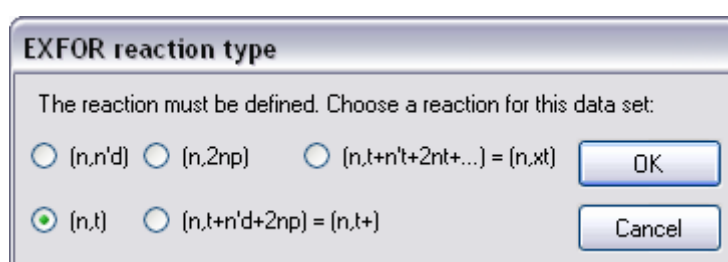 EXFOR reaction type
The reaction must be defined. Choose a reaction for this data set:
(n,n'd) (n,2np) (n,t+n't+2nt+...) = (n,xt) OK
(n,t) (n,t+n'd+2np) = (n,t+) Cancel